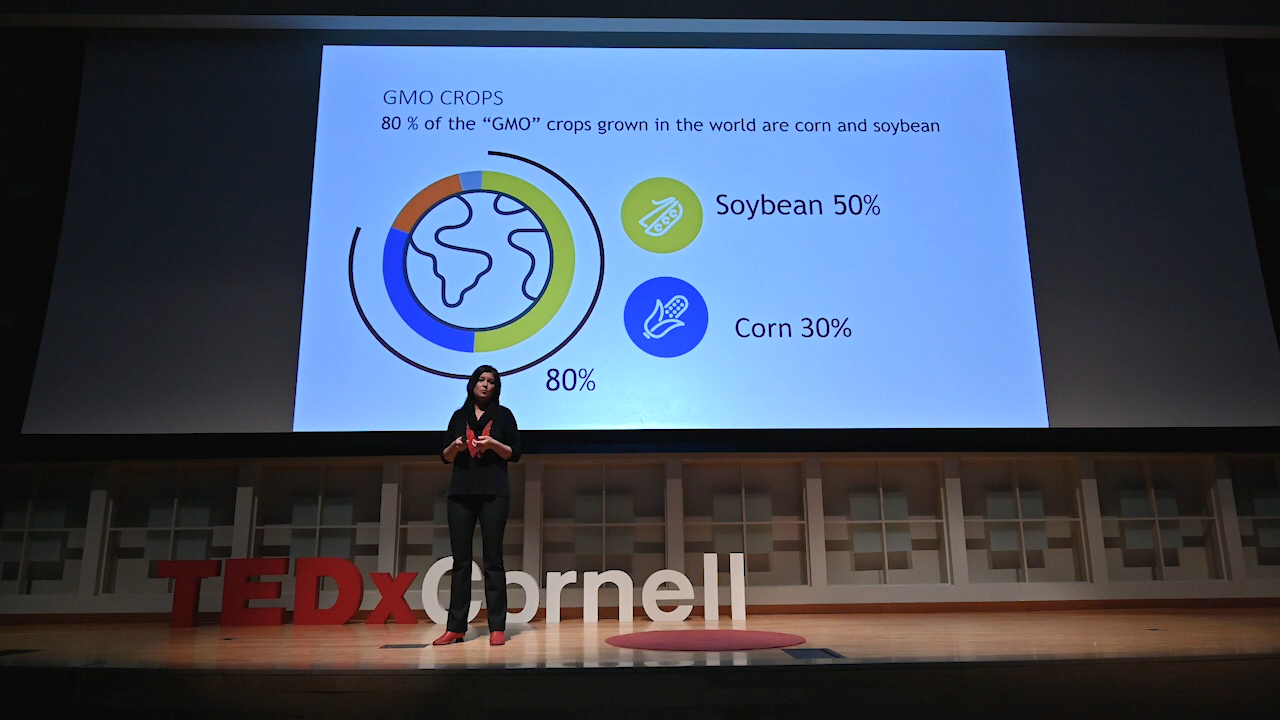 GMO CROPS
80 % of the “GMO” crops grown in the world are corn and soybean
Soybean 50%
Corn 30%
80%
TEDxCornell